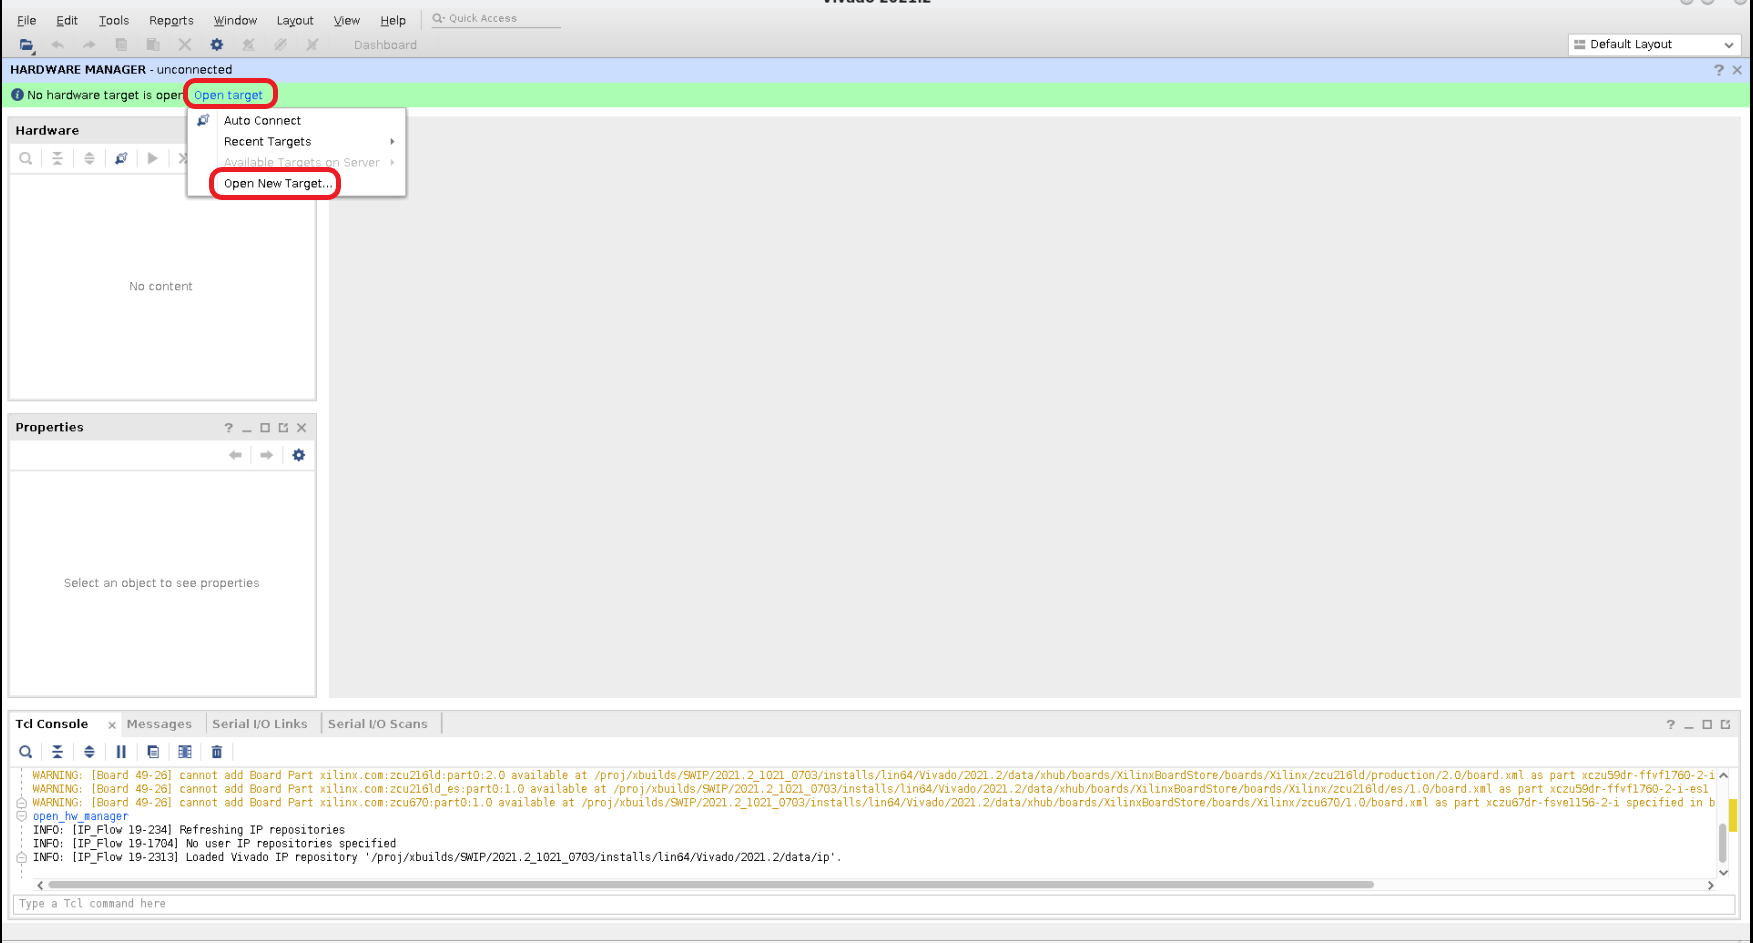 Vivado 2021.2
File Edit Tools Reports Window Layout View Help Quick Access
Dashboard Default Layout
HARDWARE MANAGER - unconnected
No hardware target is open Open target
Auto Connect
Hardware
Recent Targets
Available Targets on Server
Open New Target...
No content
Properties
Select an object to see properties
Tcl Console Messages Serial I/O Links Serial I/O Scans
WARNING: [Board 49-26] cannot add Board Part xilinx.com:zcu216ld:part0:2.0 available at /proj/xbuilds/SWIP/2021.2_1021_0703/installs/lin64/Vivado/2021.2/data/xhub/boards/XilinxBoardStore/boards/Xilinx/zcu216ld/production/2.0/board.xml as part xczu59dr-ffvf1760-2-i
WARNING: [Board 49-26] cannot add Board Part xilinx.com:zcu216ld_es:part0:1.0 available at /proj/xbuilds/SWIP/2021.2_1021_0703/installs/lin64/Vivado/2021.2/data/xhub/boards/XilinxBoardStore/boards/Xilinx/zcu216ld/es/1.0/board.xml as part xczu59dr-ffvf1760-2-i-es1
WARNING: [Board 49-26] cannot add Board Part xilinx.com:zcu670:part0:1.0 available at /proj/xbuilds/SWIP/2021.2_1021_0703/installs/lin64/Vivado/2021.2/data/xhub/boards/XilinxBoardStore/boards/Xilinx/zcu670/1.0/board.xml as part xczu67dr-fsve1156-2-i specified in b
open_hw_manager
INFO: [IP_Flow 19-234] Refreshing IP repositories
INFO: [IP_Flow 19-1704] No user IP repositories specified
INFO: [IP_Flow 19-2313] Loaded Vivado IP repository '/proj/xbuilds/SWIP/2021.2_1021_0703/installs/lin64/Vivado/2021.2/data/ip'.
Type a Tcl command here